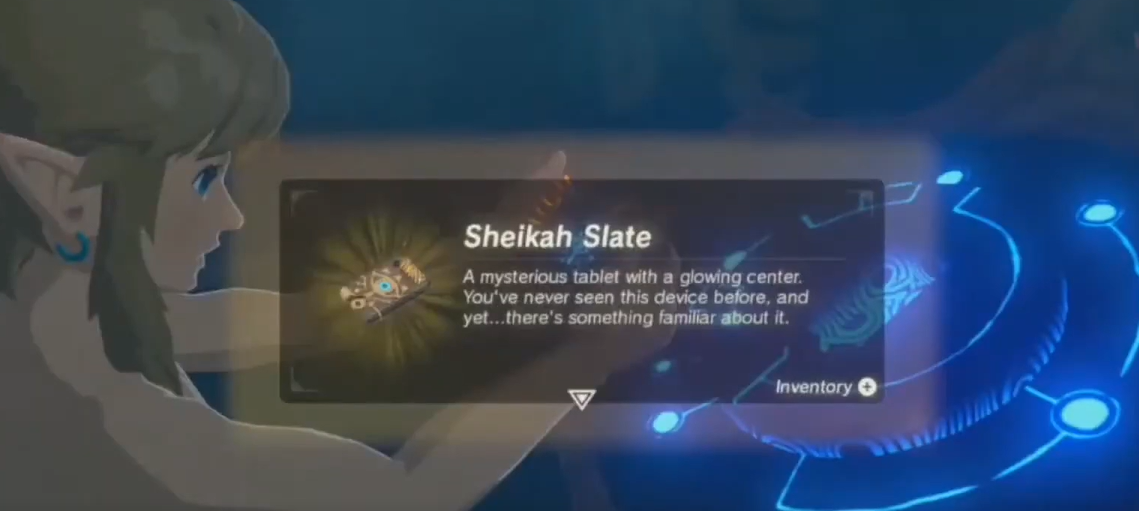 Sheikah Slate
A mysterious tablet with a glowing center.
You've never seen this device before, and
yet...there's something familiar about it.
Inventory